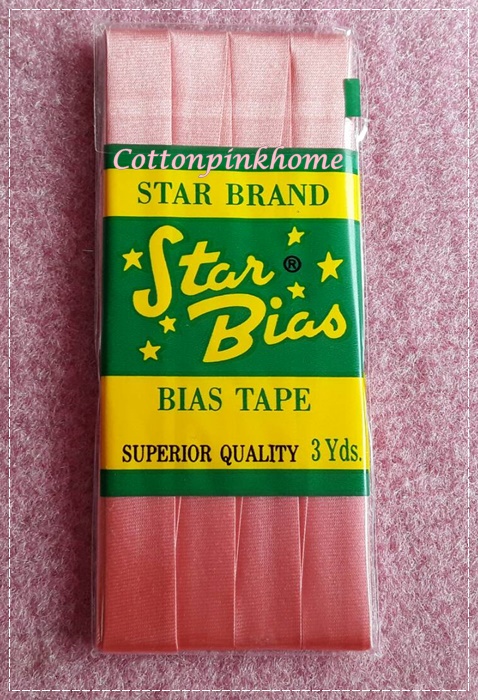 Cottonpinkhome
STAR BRAND
Star ®
Bias
BIAS TAPE
SUPERIOR QUALITY 3 Yds.